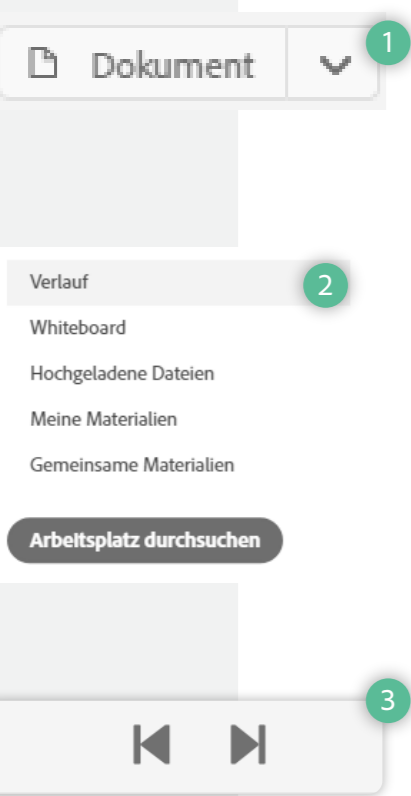 1
Dokument
Verlauf
2
Whiteboard
Hochgeladene Dateien
Meine Materialien
Gemeinsame Materialien
Arbeitsplatz durchsuchen
3